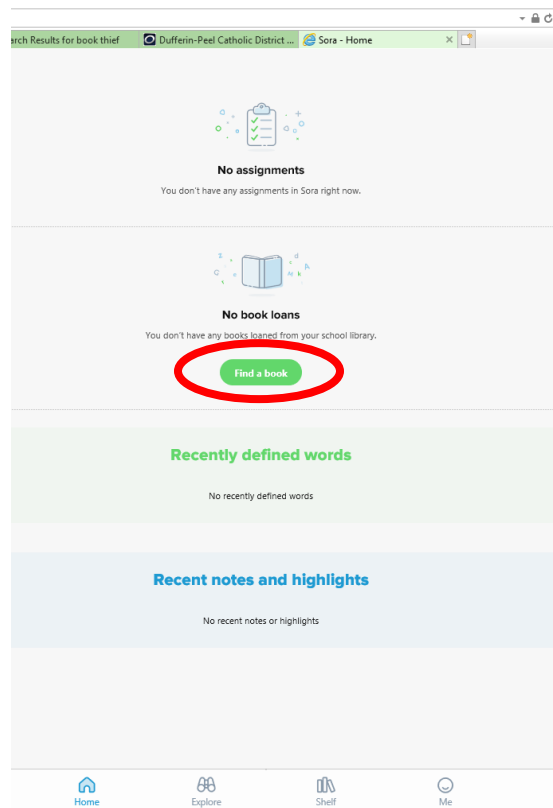 arch Results for book thief
Dufferin-Peel Catholic District ...
Sora - Home
No assignments
You don't have any assignments in Sora right now.
No book loans
You don't have any books loaned from your school library.
Find a book
Recently defined words
No recently defined words
Recent notes and highlights
No recent notes or highlights
Home
Explore
Shelf
Me